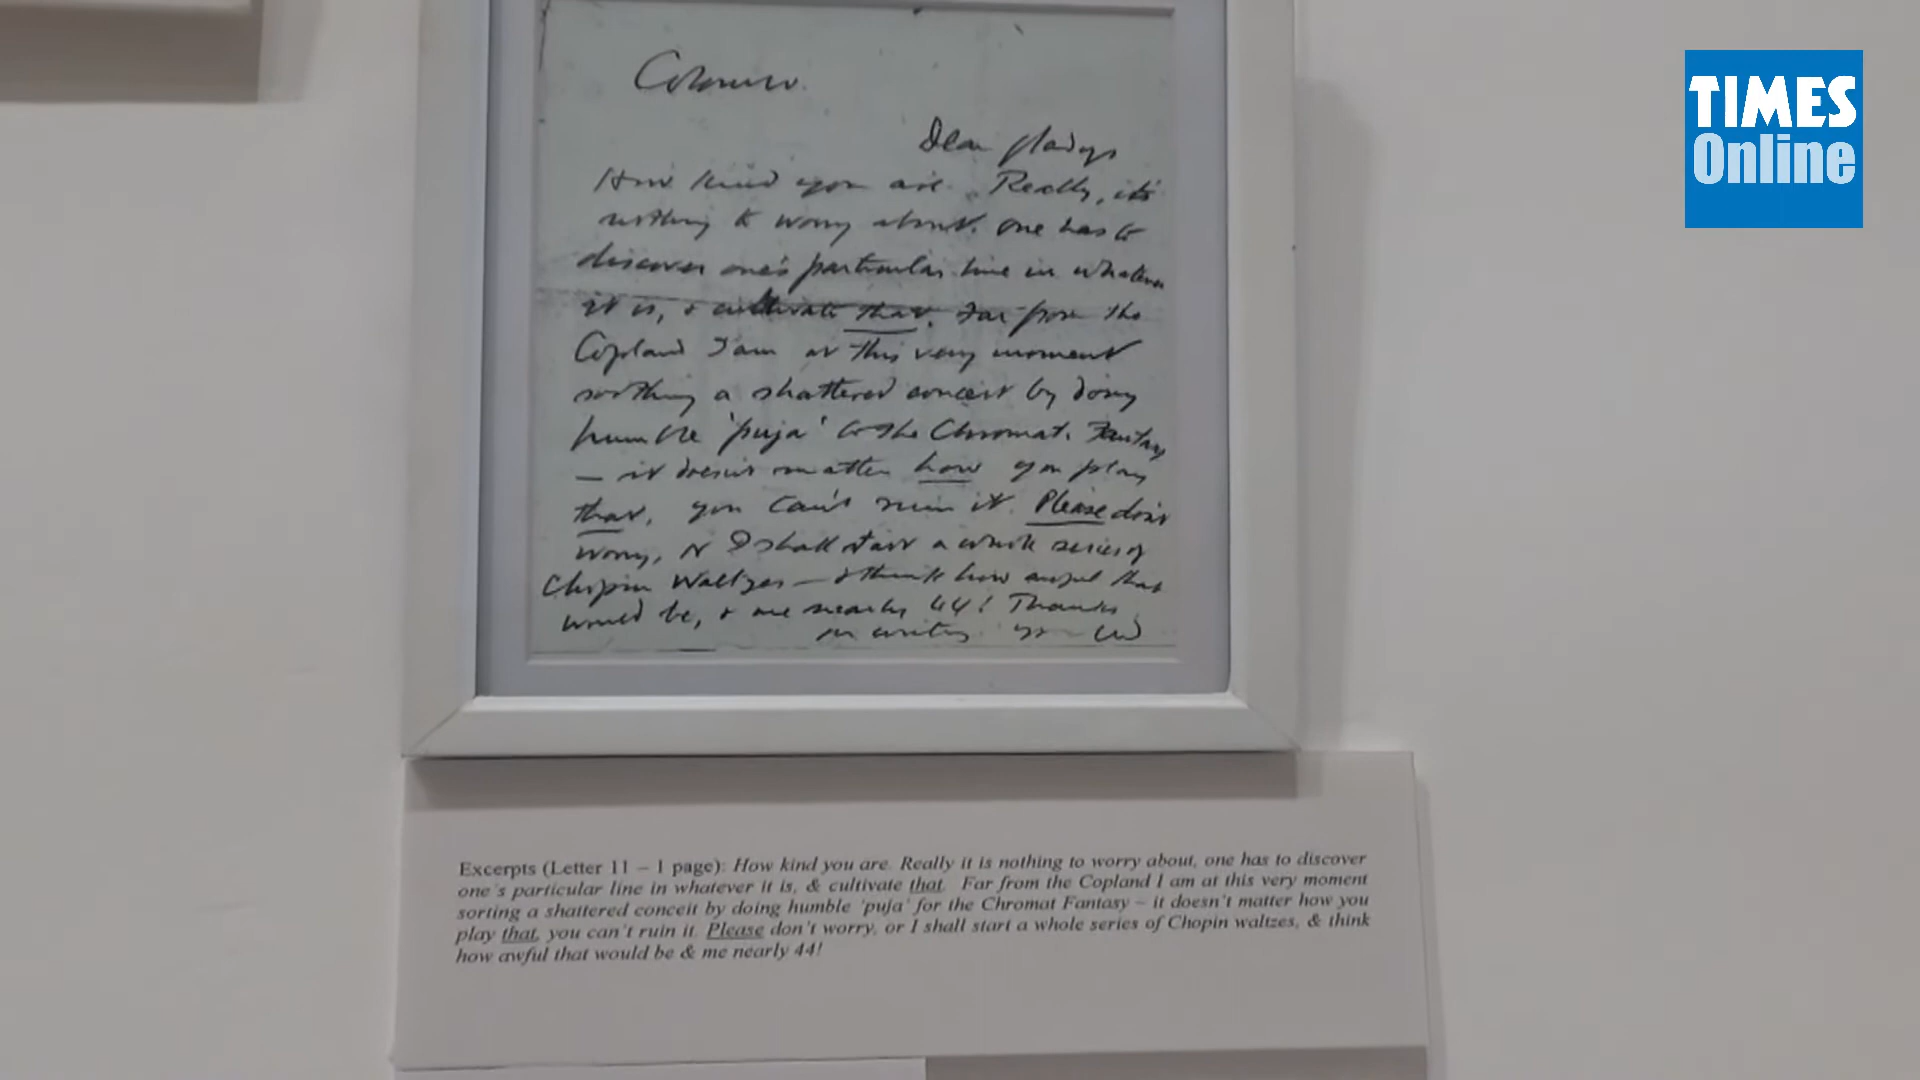 Dear Gladys
How kind you are. Really, it's
nothing to worry about. one has to
discover one's particular line in whatever
it is, & cultivate that. Far from the
Copland I am at this very moment
soothing a shattered conceit by doing
humble 'puja' to the Chromat. Fantasy
— it doesn't matter how you play
that, you can't ruin it. Please don't
worry, or I shall start a whole series of
Chopin Waltzes — & think how awful that
would be, & me nearly 44! Thanks
for writing.
TIMES
Online
Excerpts (Letter 11 – 1 page): How kind you are. Really it is nothing to worry about, one has to discover
one's particular line in whatever it is, & cultivate that. Far from the Copland I am at this very moment
sorting a shattered conceit by doing humble 'puja' for the Chromat Fantasy – it doesn't matter how you
play that, you can't ruin it. Please don't worry, or I shall start a whole series of Chopin waltzes, & think
how awful that would be & me nearly 44!